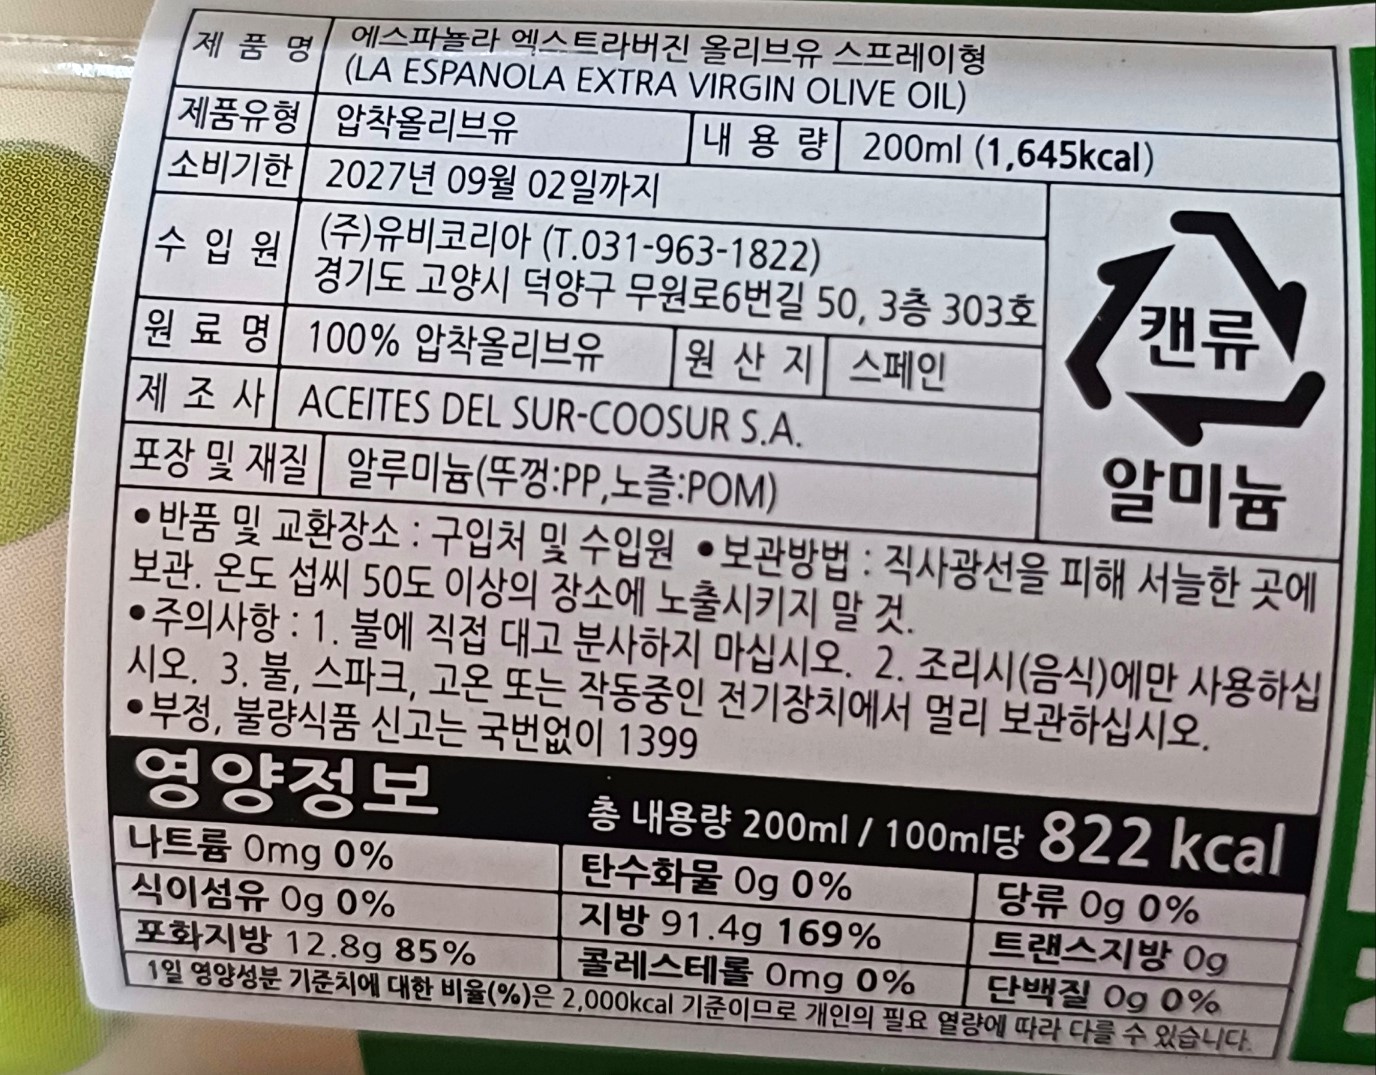 제 품 명 에스파뇰라 엑스트라버진 올리브유 스프레이형
(LA ESPANOLA EXTRA VIRGIN OLIVE OIL)
제품유형 압착올리브유 내 용 량 200ml (1,645kcal)
소비기한 2027년 09월 02일까지
수 입 원 (주)유비코리아 (T.031-963-1822)
경기도 고양시 덕양구 무원로6번길 50, 3층 303호
원 료 명 100% 압착올리브유 원 산 지 스페인
제 조 사 ACEITES DEL SUR-COOSUR S.A.
포장 및 재질 알루미늄(뚜껑:PP,노즐:POM)
캔류
알미늄
•반품 및 교환장소 : 구입처 및 수입원 •보관방법 : 직사광선을 피해 서늘한 곳에
보관. 온도 섭씨 50도 이상의 장소에 노출시키지 말 것.
•주의사항 : 1. 불에 직접 대고 분사하지 마십시오. 2. 조리시(음식)에만 사용하십
시오. 3. 불, 스파크, 고온 또는 작동중인 전기장치에서 멀리 보관하십시오.
•부정, 불량식품 신고는 국번없이 1399
영양정보 총 내용량 200ml / 100ml당 822 kcal
나트륨 0mg 0% 탄수화물 0g 0% 당류 0g 0%
식이섬유 0g 0% 지방 91.4g 169% 트랜스지방 0g
포화지방 12.8g 85% 콜레스테롤 0mg 0% 단백질 0g 0%
1일 영양성분 기준치에 대한 비율(%)은 2,000kcal 기준이므로 개인의 필요 열량에 따라 다를 수 있습니다.